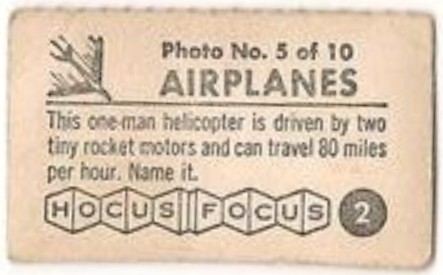 Photo No. 5 of 10
AIRPLANES
This one-man helicopter is driven by two
tiny rocket motors and can travel 80 miles
per hour. Name it.
HOCUS FOCUS 2